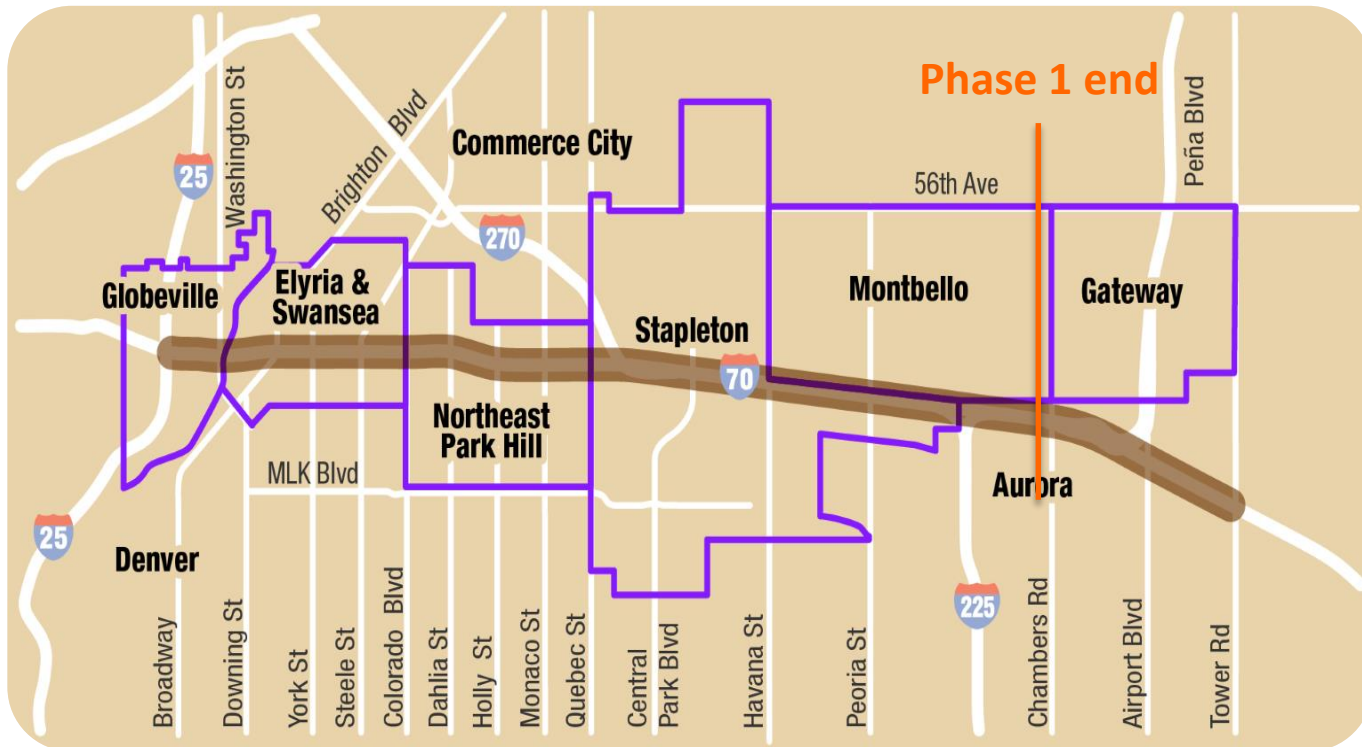 Phase 1 end
Washington St
Brighton Blvd
Commerce City
Peña Blvd
25
56th Ave
270
Globeville
Elyria &
Swansea
Montbello
Gateway
Stapleton
70
Northeast
Park Hill
MLK Blvd
Aurora
25
Denver
225
Broadway
Downing St
York St
Steele St
Colorado Blvd
Dahlia St
Holly St
Monaco St
Quebec St
Central
Park Blvd
Havana St
Peoria St
Chambers Rd
Airport Blvd
Tower Rd